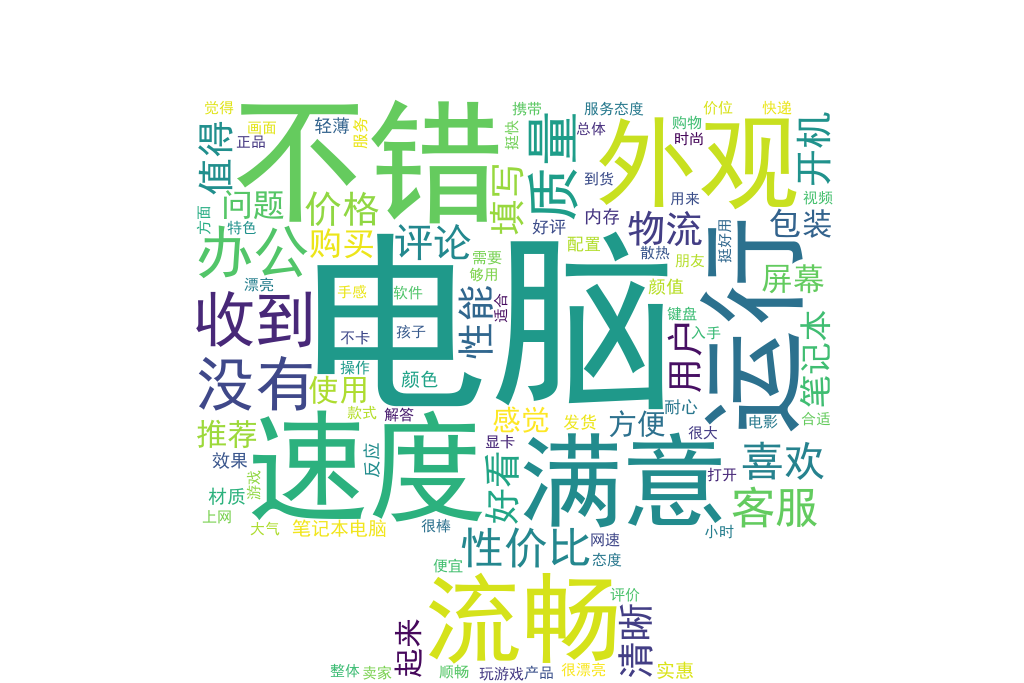 觉得
携带
服务态度
价位
快递
不错
外观
质量
开机
值得
画面
轻薄
服务
正品
挺快
总体
购物
时尚
填写
到货
用来
视频
问题
价格
内存
物流
包装
方面
特色
购买
评论
好评
配置
散热
挺好用
办公
需要
够用
朋友
运行
屏幕
漂亮
手感
软件
电脑
颜值
收到
性能
适合
键盘
入手
用户
笔记本
不卡
孩子
没有
操作
颜色
使用
款式
解答
感觉
发货
方便
耐心
电影
合适
推荐
速度
显卡
满意
很大
喜欢
效果
反应
好看
打开
材质
游戏
客服
上网
大气
笔记本电脑
很棒
性价比
网速
小时
便宜
态度
流畅
评价
起来
清晰
整体
卖家
顺畅
玩游戏
产品
很漂亮
实惠